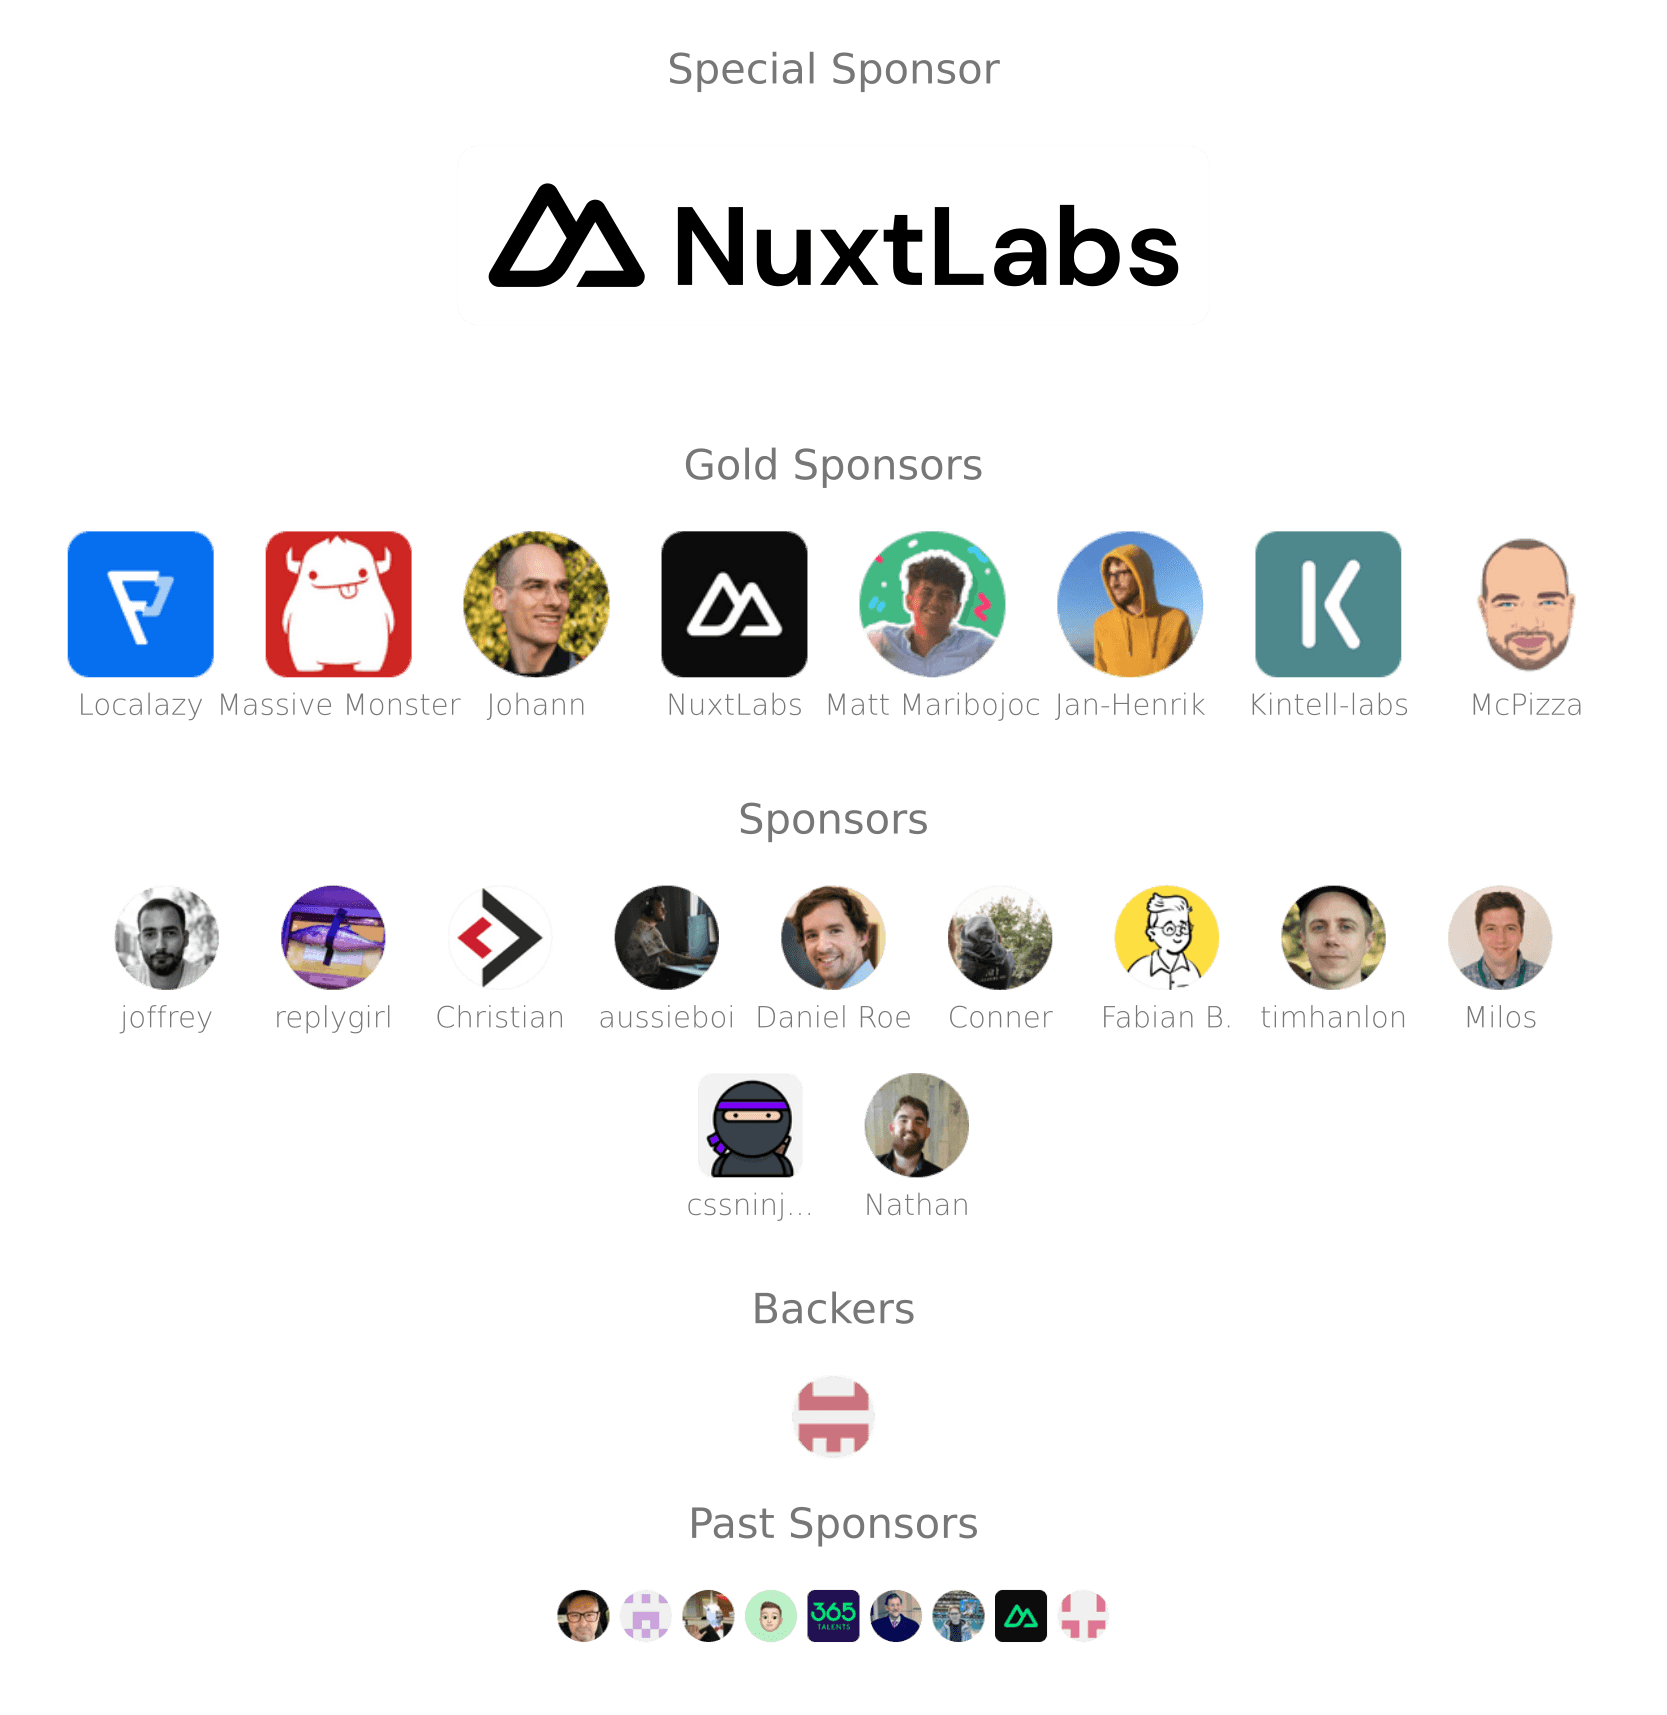 Special Sponsor
NuxtLabs
Gold Sponsors
Localazy Massive Monster Johann NuxtLabs Matt Maribojoc Jan-Henrik Kintell-labs McPizza
Sponsors
joffrey replygirl Christian aussieboi Daniel Roe Conner Fabian B. timhanlon Milos
cssninj... Nathan
Backers
Past Sponsors
365
TALENTS